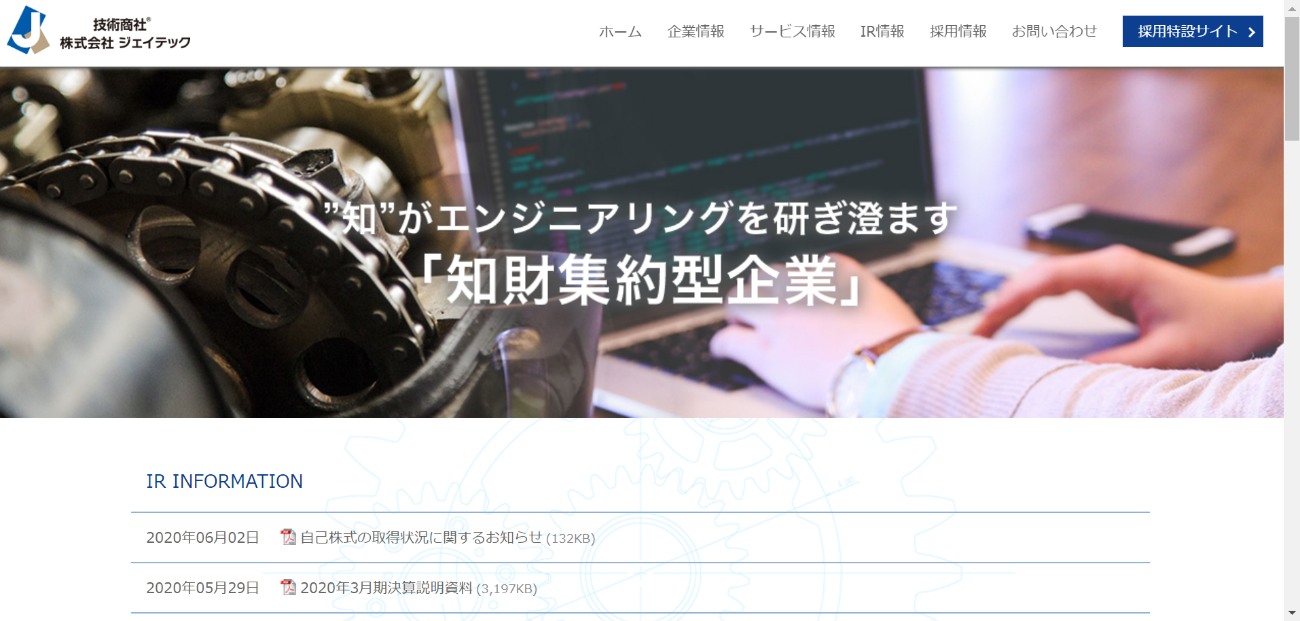 技術商社®
株式会社 ジェイテック
ホーム 企業情報 サービス情報 IR情報 採用情報 お問い合わせ 採用特設サイト
”知”がエンジニアリングを研ぎ澄ます
「知財集約型企業」
IR INFORMATION
2020年06月02日 自己株式の取得状況に関するお知らせ (132KB)
2020年05月29日 2020年3月期決算説明資料 (3,197KB)